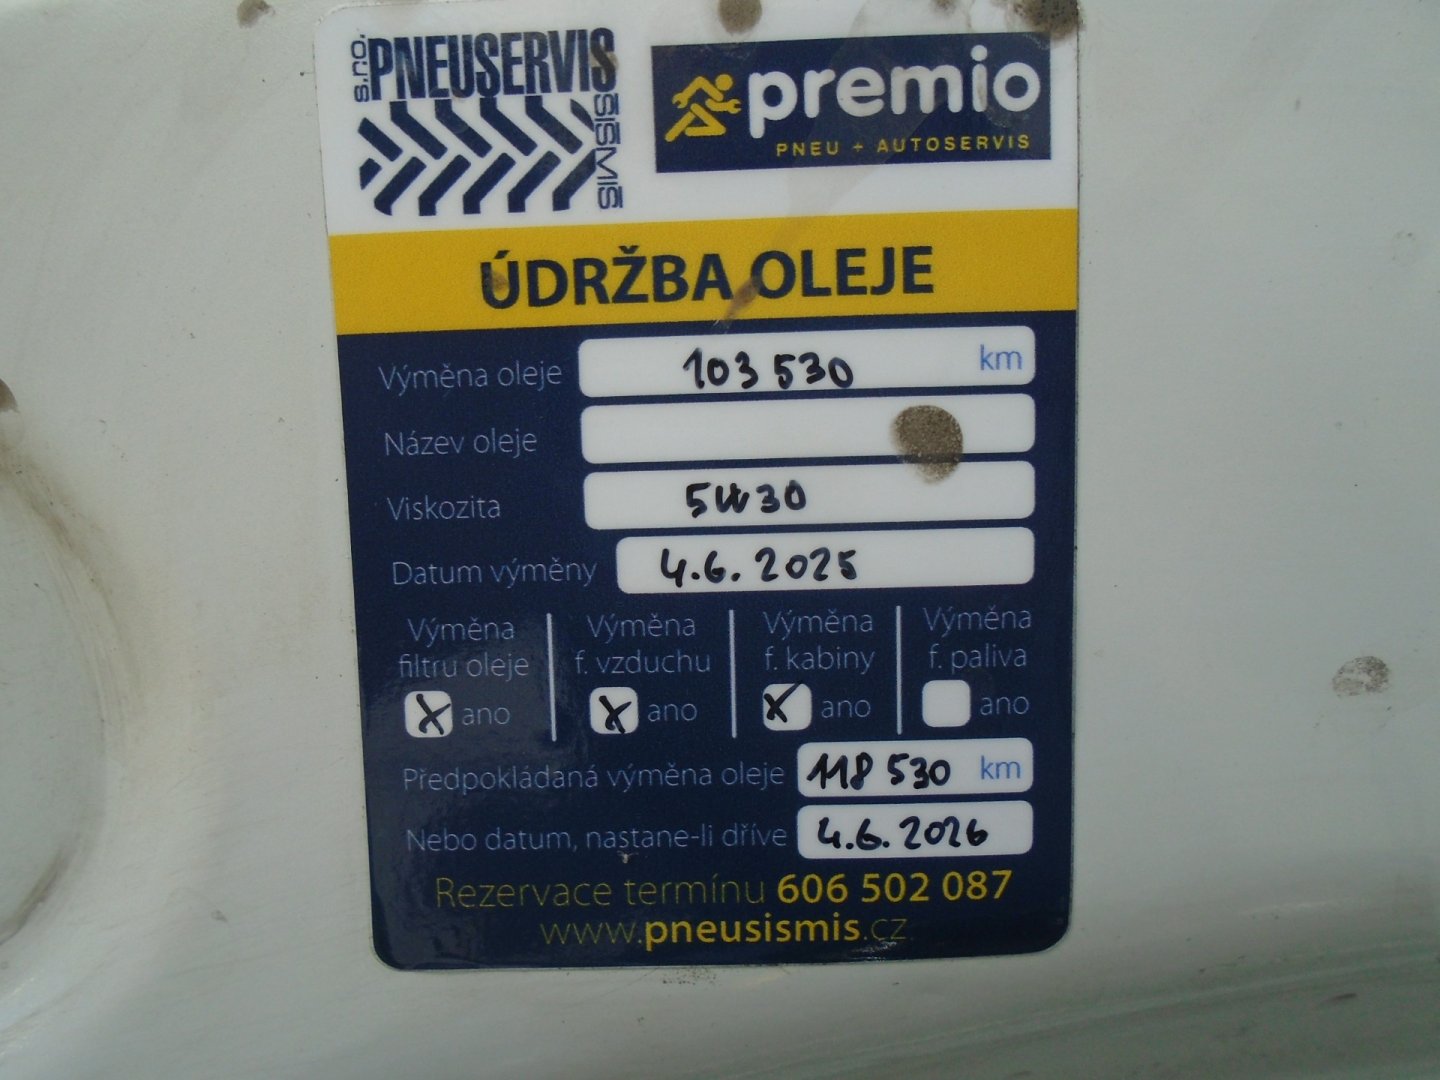 s.r.o. PNEUSERVIS
SISMIŠ
premio
PNEU + AUTOSERVIS
ÚDRŽBA OLEJE
Výměna oleje 103 530 km
Název oleje
Viskozita 5W30
Datum výměny 4.6.2025
Výměna filtru oleje X ano
Výměna f. vzduchu X ano
Výměna f. kabiny X ano
Výměna f. paliva ano
Předpokládaná výměna oleje 118 530 km
Nebo datum, nastane-li dříve 4.6.2026
Rezervace termínu 606 502 087
www.pneusismis.cz